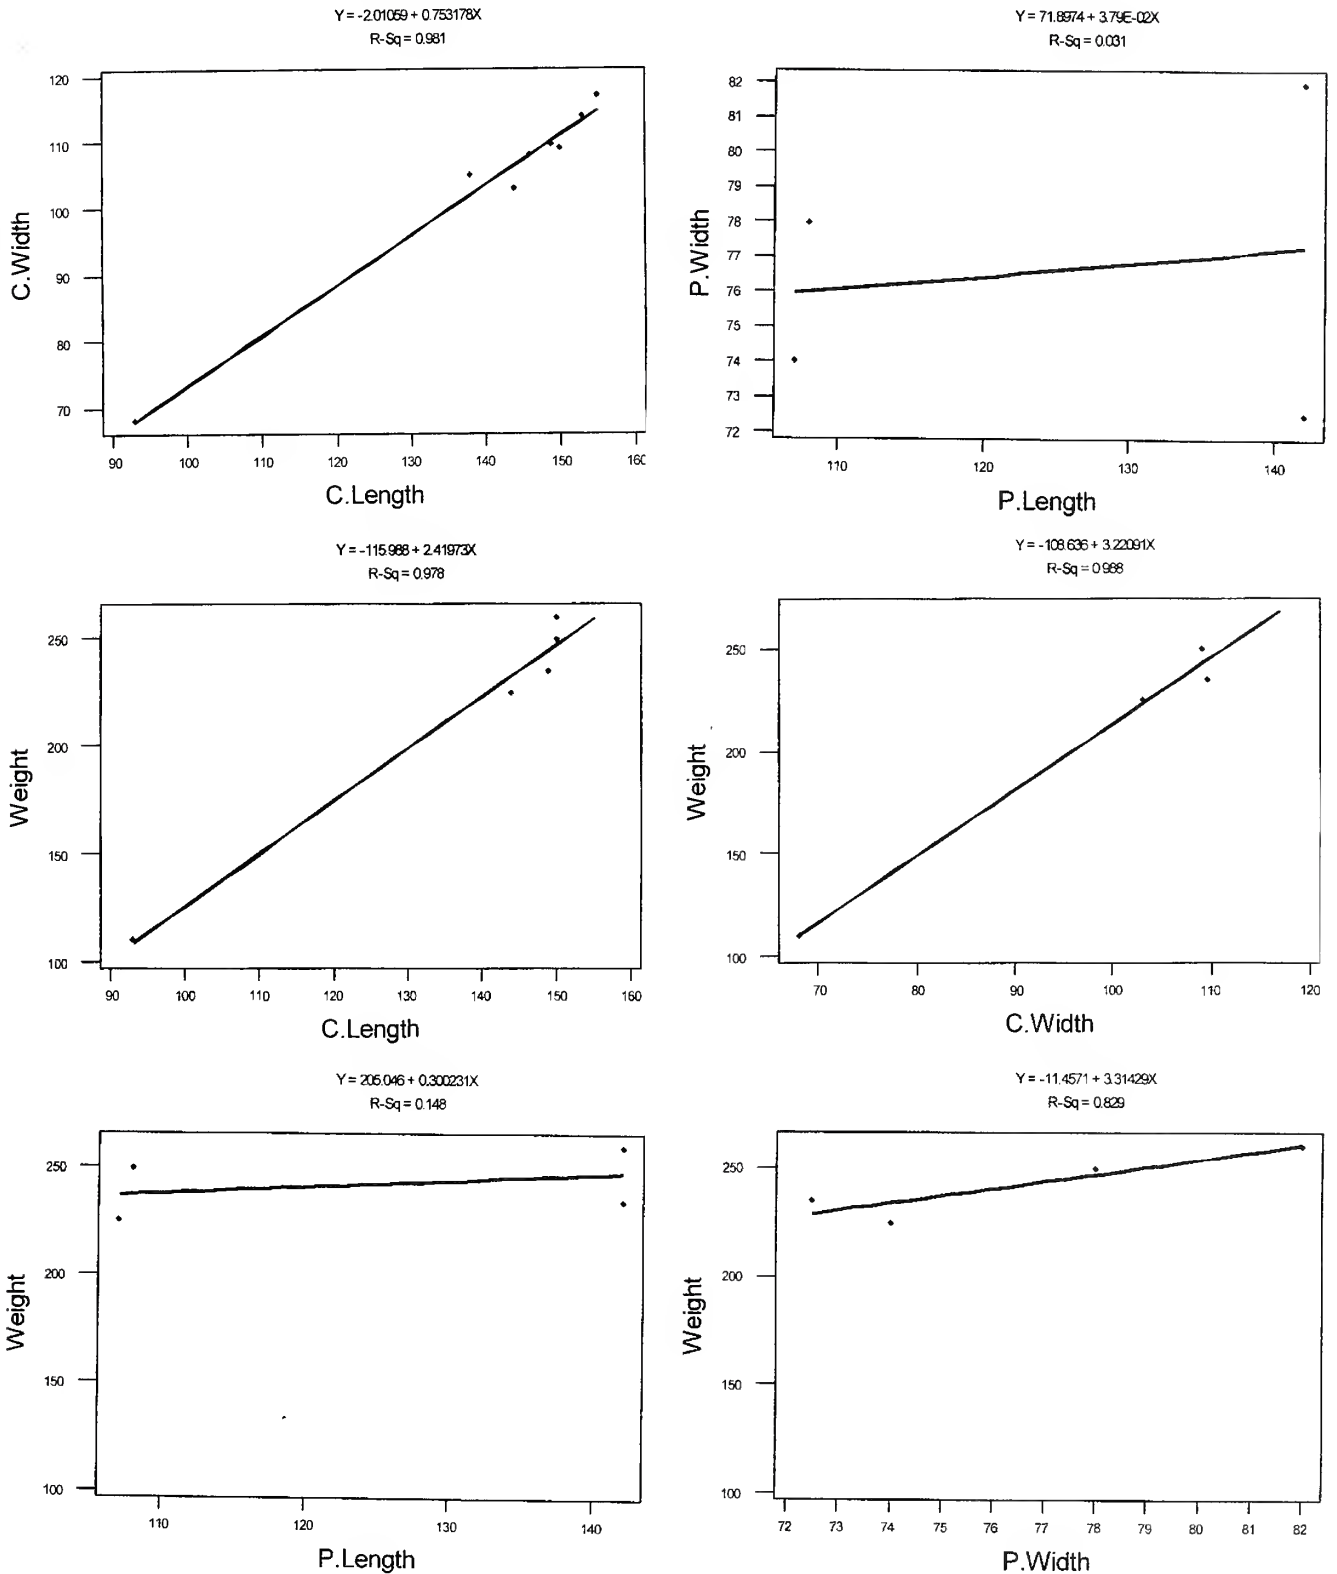 Y = -2.01059 + 0.753178X
R-Sq = 0.981
120
110
100
90
80
70
C.Width
90 100 110 120 130 140 150 160
C.Length
Y = 71.8974 + 3.79E-02X
R-Sq = 0.031
82
81
80
79
78
77
76
75
74
73
72
P.Width
110 120 130 140
P.Length
Y = -115.988 + 2.41973X
R-Sq = 0.978
250
200
150
100
Weight
90 100 110 120 130 140 150 160
C.Length
Y = -108.636 + 3.22091X
R-Sq = 0.988
250
200
150
100
Weight
70 80 90 100 110 120
C.Width
Y = 205.046 + 0.300231X
R-Sq = 0.148
250
200
150
100
Weight
110 120 130 140
P.Length
Y = -11.4571 + 3.31429X
R-Sq = 0.829
250
200
150
100
Weight
72 73 74 75 76 77 78 79 80 81 82
P.Width